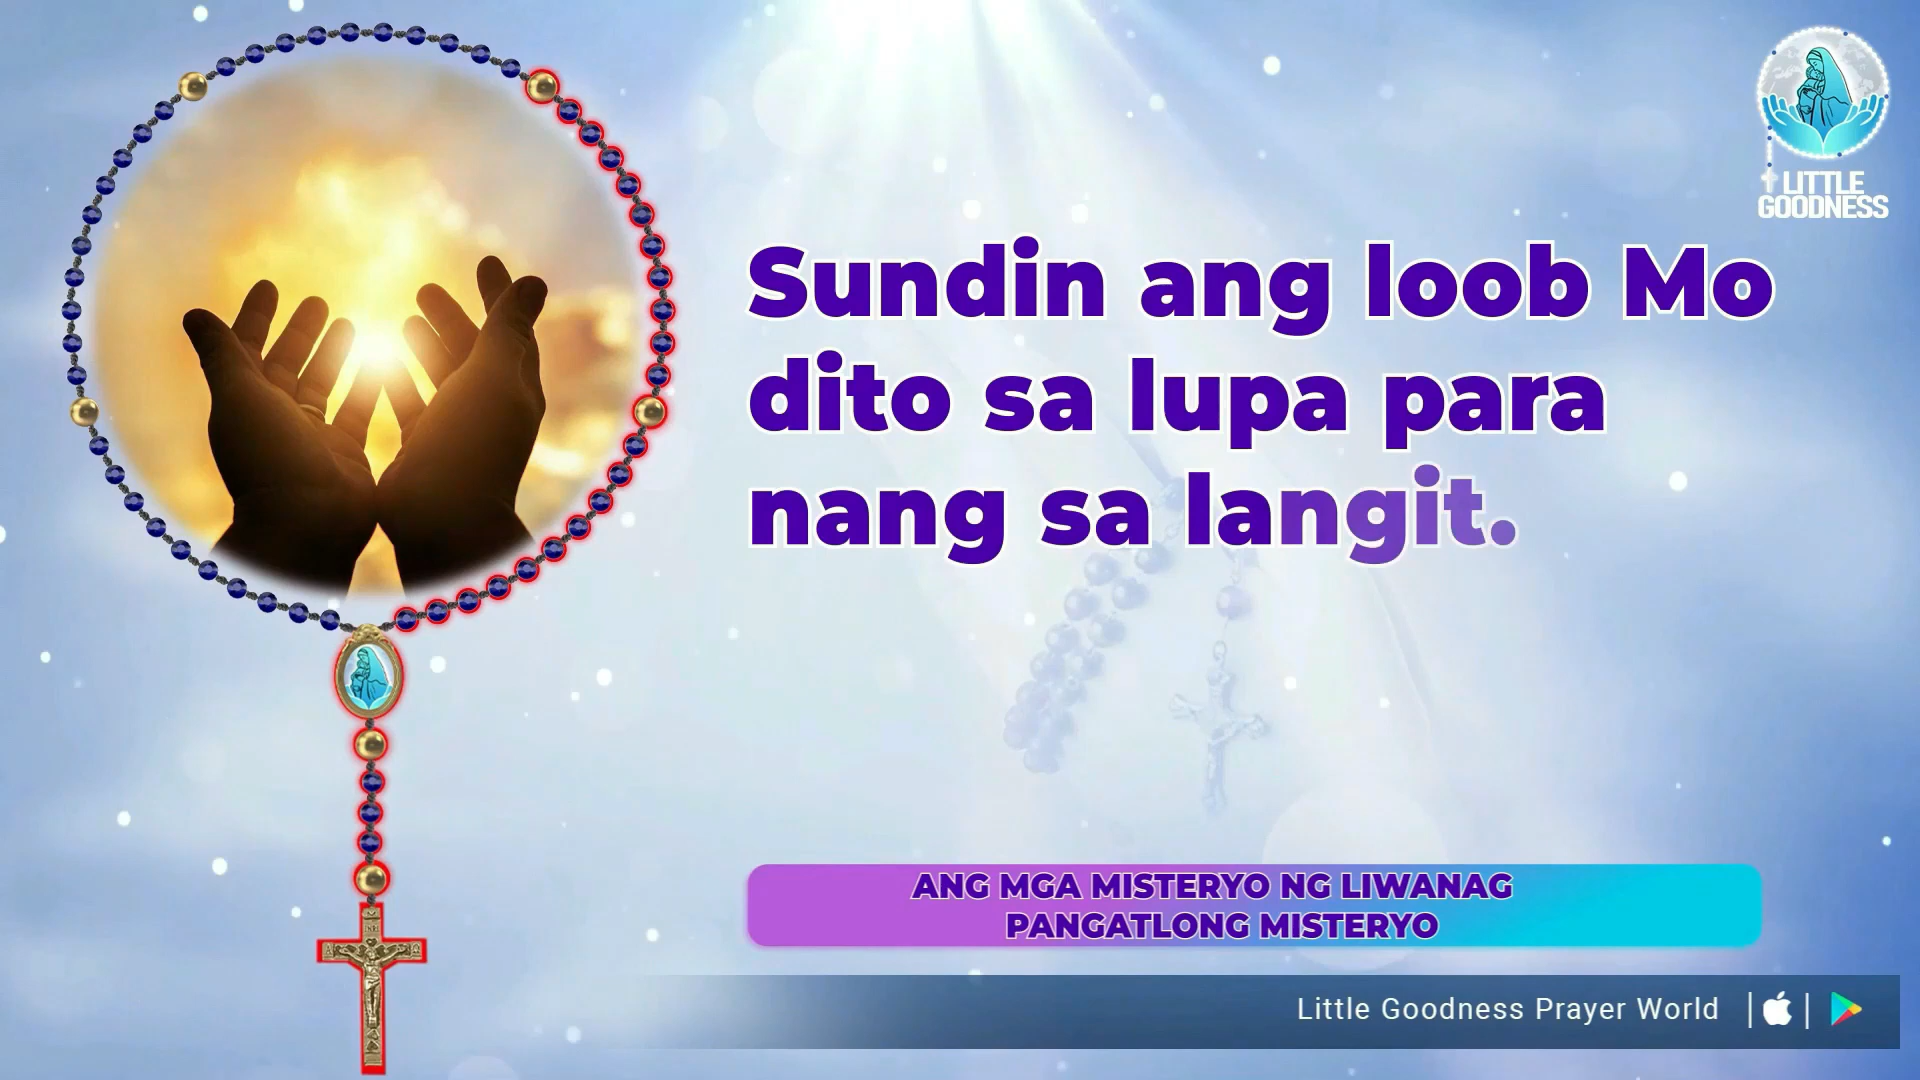 LITTLE
GOODNESS
Sundin ang loob Mo
dito sa lupa para
nang sa langit.
ANG MGA MISTERYO NG LIWANAG
PANGATLONG MISTERYO
Little Goodness Prayer World
INRI